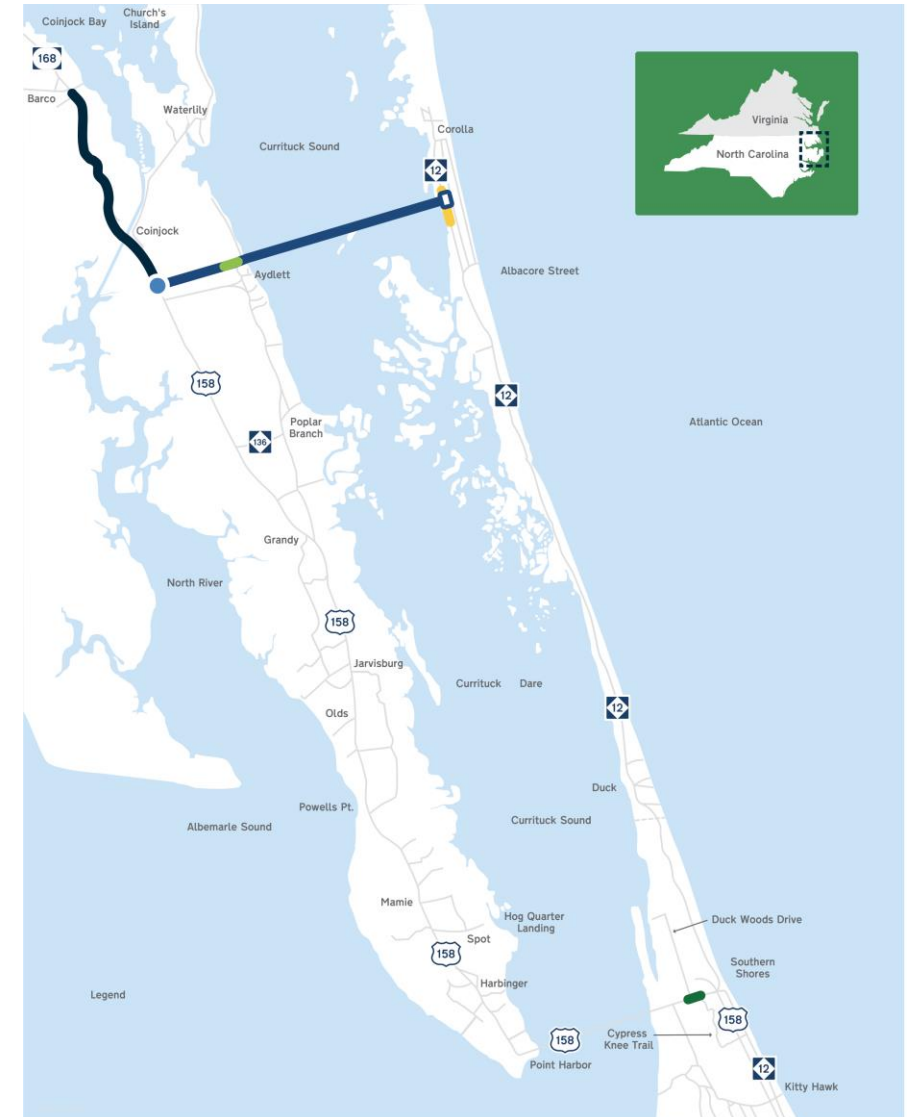 Coinjock Bay
Church's
Island
168
Barco
Waterlily
Currituck Sound
Corolla
12
Virginia
North Carolina
Coinjock
Aydlett
Albacore Street
158
12
Poplar
Branch
136
Atlantic Ocean
Grandy
North River
158
Jarvisburg
Currituck
Dare
Olds
12
Duck
Powells Pt.
Albemarle Sound
Currituck Sound
Mamie
Hog Quarter
Landing
Duck Woods Drive
Spot
158
Southern
Shores
Harbinger
Legend
158
Cypress
Knee Trail
158
Point Harbor
12
Kitty Hawk